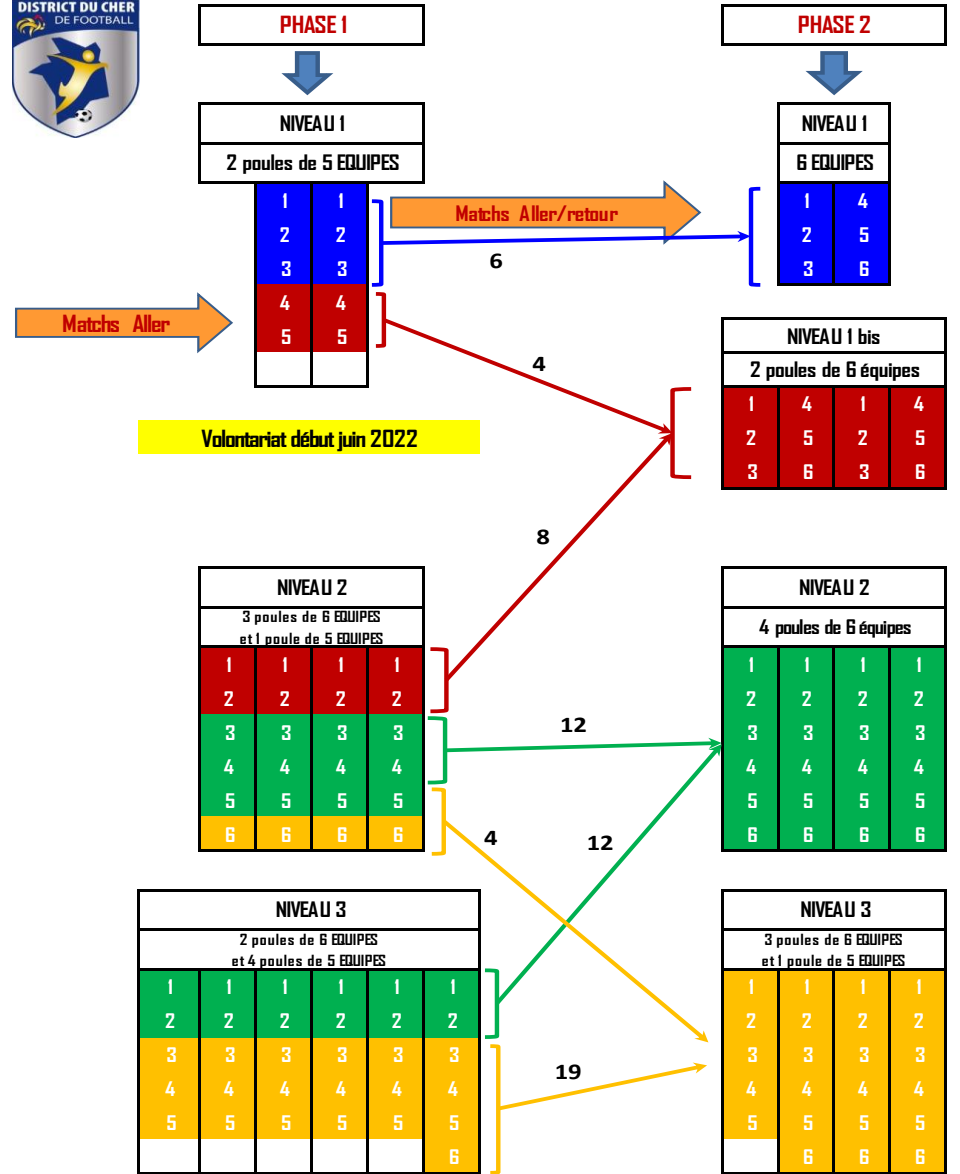 DISTRICT DU CHER
DE FOOTBALL
PHASE 1
PHASE 2
NIVEAU 1
2 poules de 5 EQUIPES
1 1
2 2
3 3
4 4
5 5
Matchs Aller/retour
6
NIVEAU 1
6 EQUIPES
1 4
2 5
3 6
Matchs Aller
4
NIVEAU 1 bis
2 poules de 6 équipes
1 4 1 4
2 5 2 5
3 6 3 6
Volontariat début juin 2022
8
NIVEAU 2
3 poules de 6 EQUIPES
et 1 poule de 5 EQUIPES
1 1 1 1
2 2 2 2
3 3 3 3
4 4 4 4
5 5 5 5
6 6 6 6
12
4
12
NIVEAU 2
4 poules de 6 équipes
1 1 1 1
2 2 2 2
3 3 3 3
4 4 4 4
5 5 5 5
6 6 6 6
NIVEAU 3
2 poules de 6 EQUIPES
et 4 poules de 5 EQUIPES
1 1 1 1 1 1
2 2 2 2 2 2
3 3 3 3 3 3
4 4 4 4 4 4
5 5 5 5 5 5
6
19
NIVEAU 3
3 poules de 6 EQUIPES
et 1 poule de 5 EQUIPES
1 1 1 1
2 2 2 2
3 3 3 3
4 4 4 4
5 5 5 5
6 6 6